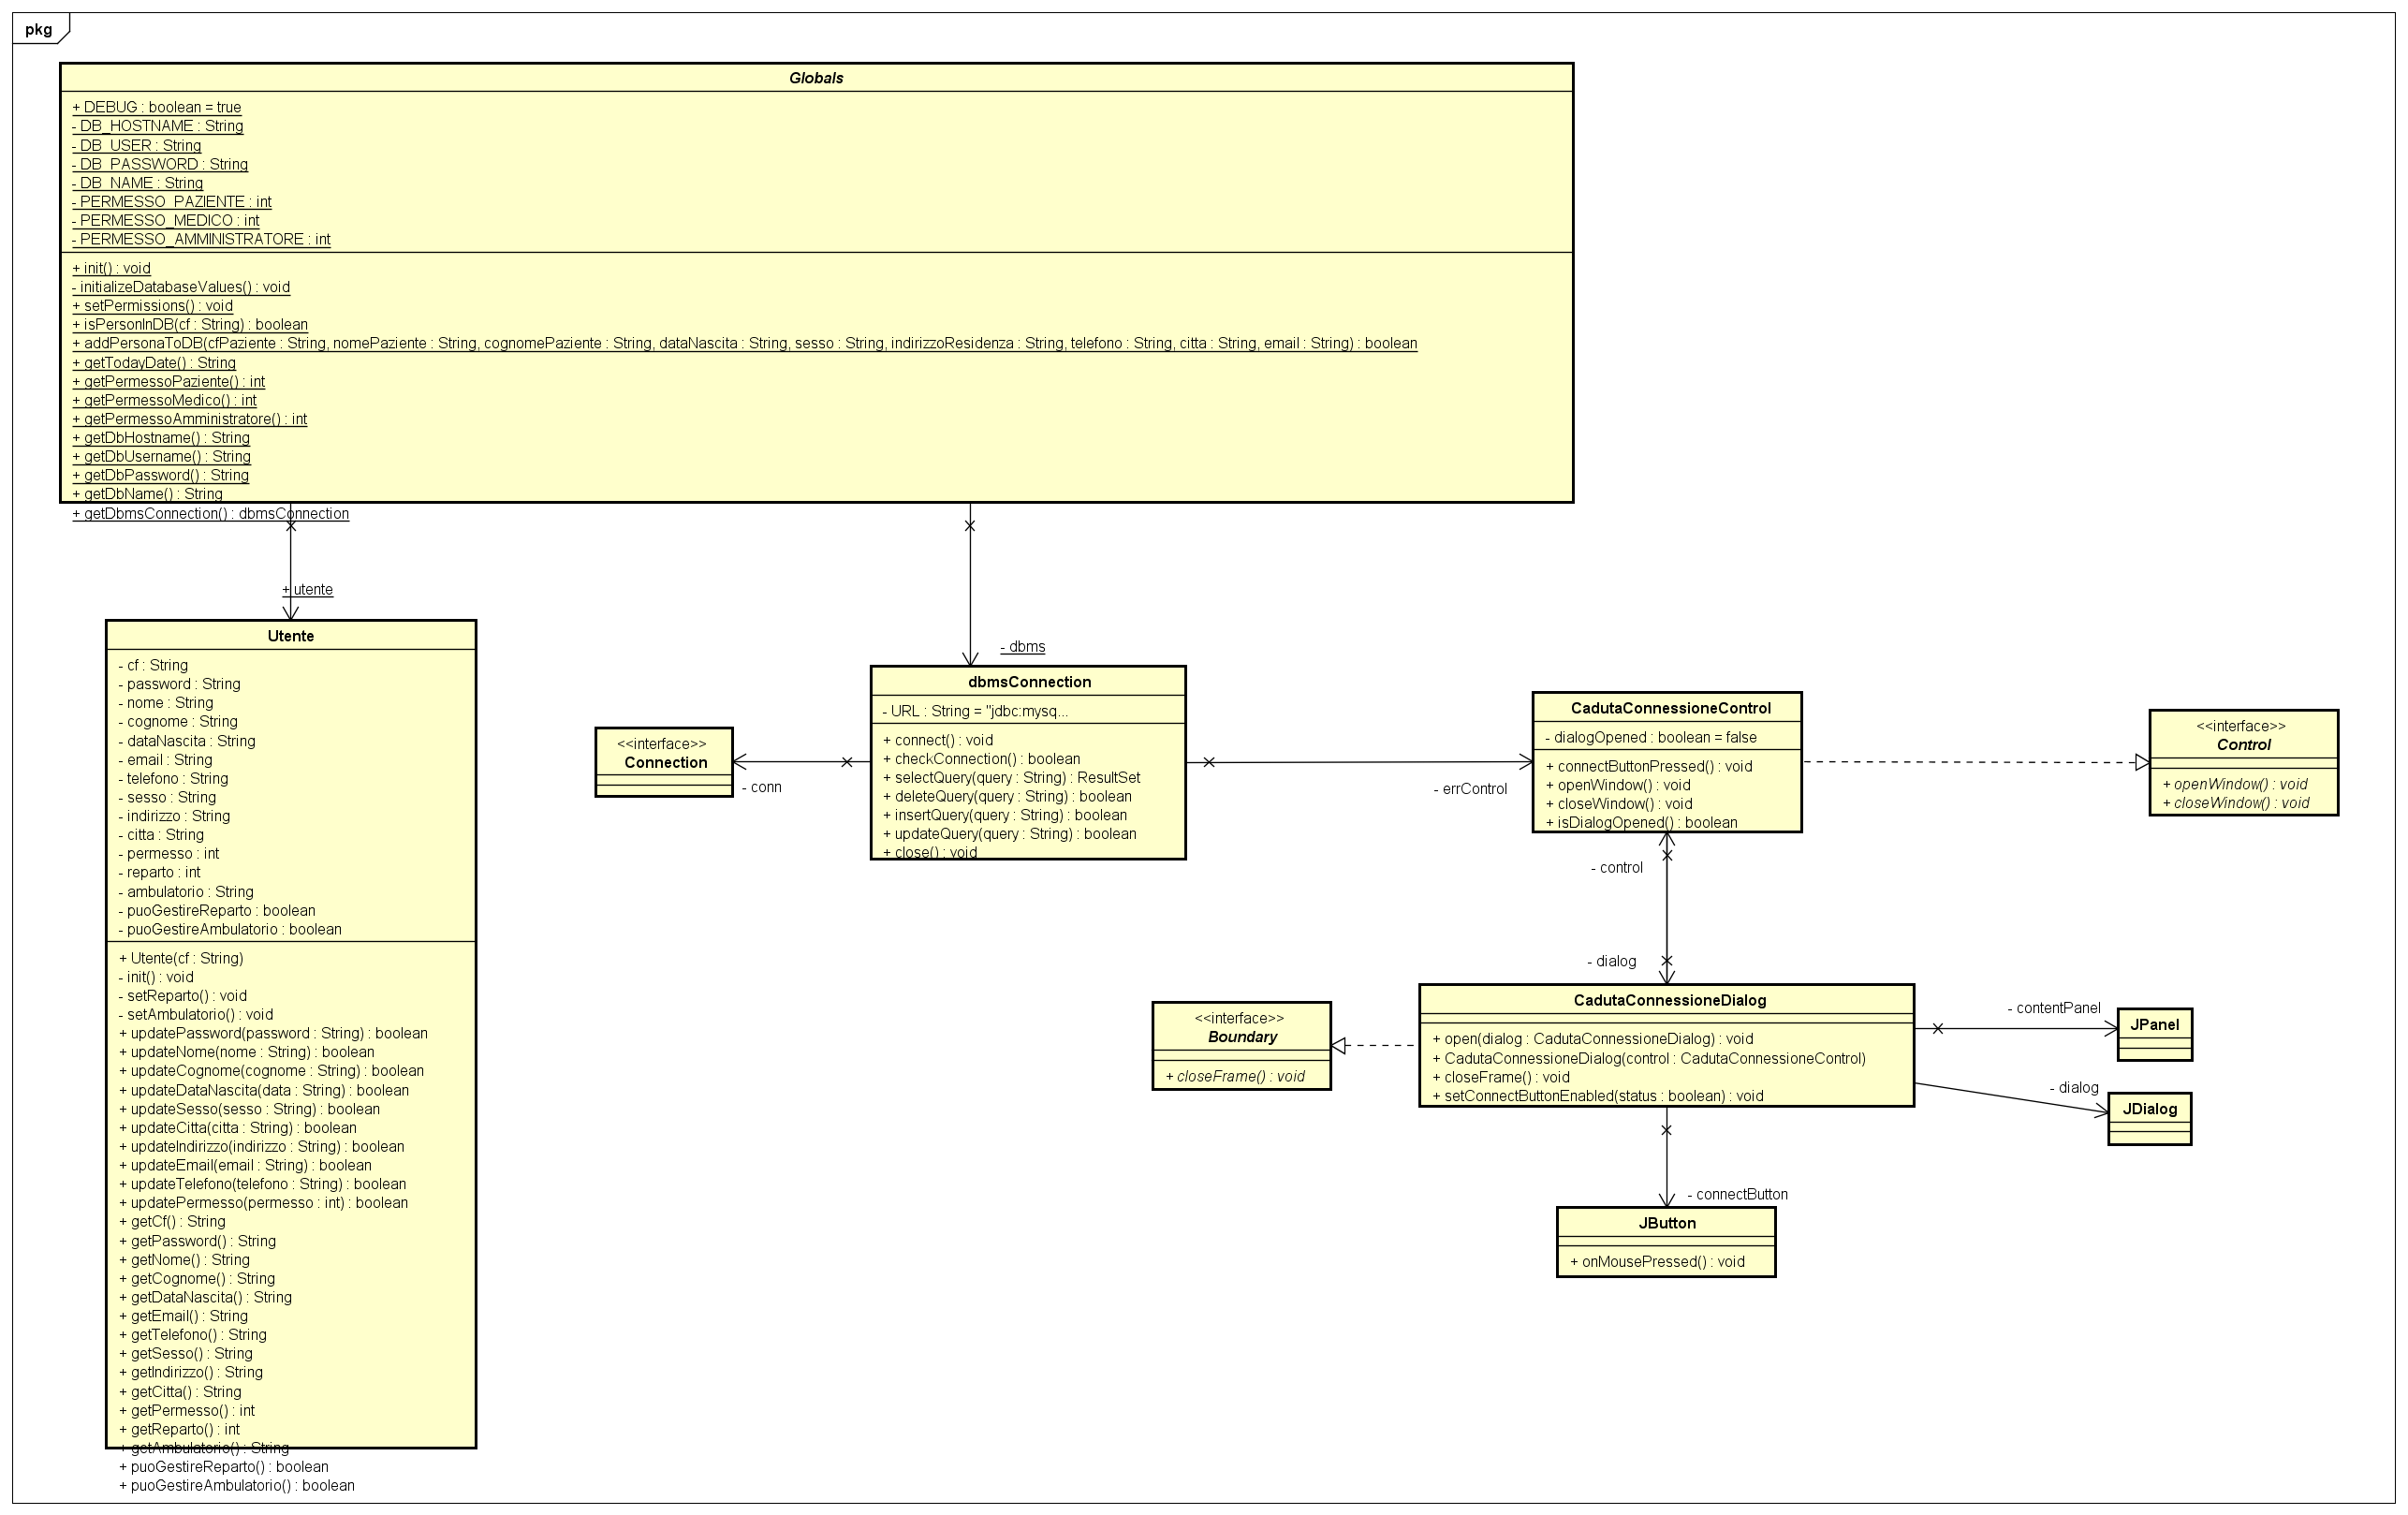 pkg
Globals
+ DEBUG : boolean = true
- DB_HOSTNAME : String
- DB_USER : String
- DB_PASSWORD : String
- DB_NAME : String
- PERMESSO_PAZIENTE : int
- PERMESSO_MEDICO : int
- PERMESSO_AMMINISTRATORE : int
+ init() : void
- initializeDatabaseValues() : void
+ setPermissions() : void
+ isPersonInDB(cf : String) : boolean
+ addPersonaToDB(cfPaziente : String, nomePaziente : String, cognomePaziente : String, dataNascita : String, sesso : String, indirizzoResidenza : String, telefono : String, citta : String, email : String) : boolean
+ getTodayDate() : String
+ getPermessoPaziente() : int
+ getPermessoMedico() : int
+ getPermessoAmministratore() : int
+ getDbHostname() : String
+ getDbUsername() : String
+ getDbPassword() : String
+ getDbName() : String
+ getDbmsConnection() : dbmsConnection
+ utente
- dbms
Utente
- cf : String
- password : String
- nome : String
- cognome : String
- dataNascita : String
- email : String
- telefono : String
- sesso : String
- indirizzo : String
- citta : String
- permesso : int
- reparto : int
- ambulatorio : String
- puoGestireReparto : boolean
- puoGestireAmbulatorio : boolean
+ Utente(cf : String)
- init() : void
- setReparto() : void
- setAmbulatorio() : void
+ updatePassword(password : String) : boolean
+ updateNome(nome : String) : boolean
+ updateCognome(cognome : String) : boolean
+ updateDataNascita(data : String) : boolean
+ updateSesso(sesso : String) : boolean
+ updateCitta(citta : String) : boolean
+ updateIndirizzo(indirizzo : String) : boolean
+ updateEmail(email : String) : boolean
+ updateTelefono(telefono : String) : boolean
+ updatePermesso(permesso : int) : boolean
+ getCf() : String
+ getPassword() : String
+ getNome() : String
+ getCognome() : String
+ getDataNascita() : String
+ getEmail() : String
+ getTelefono() : String
+ getSesso() : String
+ getIndirizzo() : String
+ getCitta() : String
+ getPermesso() : int
+ getReparto() : int
+ getAmbulatorio() : String
+ puoGestireReparto() : boolean
+ puoGestireAmbulatorio() : boolean
<<interface>>
Connection
- conn
dbmsConnection
- URL : String = "jdbc:mysq...
+ connect() : void
+ checkConnection() : boolean
+ selectQuery(query : String) : ResultSet
+ deleteQuery(query : String) : boolean
+ insertQuery(query : String) : boolean
+ updateQuery(query : String) : boolean
+ close() : void
- errControl
CadutaConnessioneControl
- dialogOpened : boolean = false
+ connectButtonPressed() : void
+ openWindow() : void
+ closeWindow() : void
+ isDialogOpened() : boolean
<<interface>>
Control
+ openWindow() : void
+ closeWindow() : void
- control
- dialog
<<interface>>
Boundary
+ closeFrame() : void
CadutaConnessioneDialog
+ open(dialog : CadutaConnessioneDialog) : void
+ CadutaConnessioneDialog(control : CadutaConnessioneControl)
+ closeFrame() : void
+ setConnectButtonEnabled(status : boolean) : void
- contentPanel
JPanel
- dialog
JDialog
- connectButton
JButton
+ onMousePressed() : void